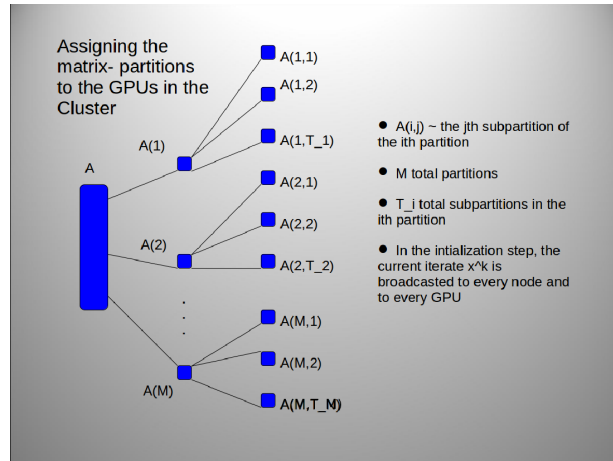 Assigning the
matrix- partitions
to the GPUs in the
Cluster
A
A(1)
A(2)
A(M)
A(1,1)
A(1,2)
A(1,T_1)
A(2,1)
A(2,2)
A(2,T_2)
A(M,1)
A(M,2)
A(M,T_M)
● A(i,j) ~ the jth subpartition of
the ith partition
● M total partitions
● T_i total subpartitions in the
ith partition
● In the intialization step, the
current iterate x^k is
broadcasted to every node and
to every GPU